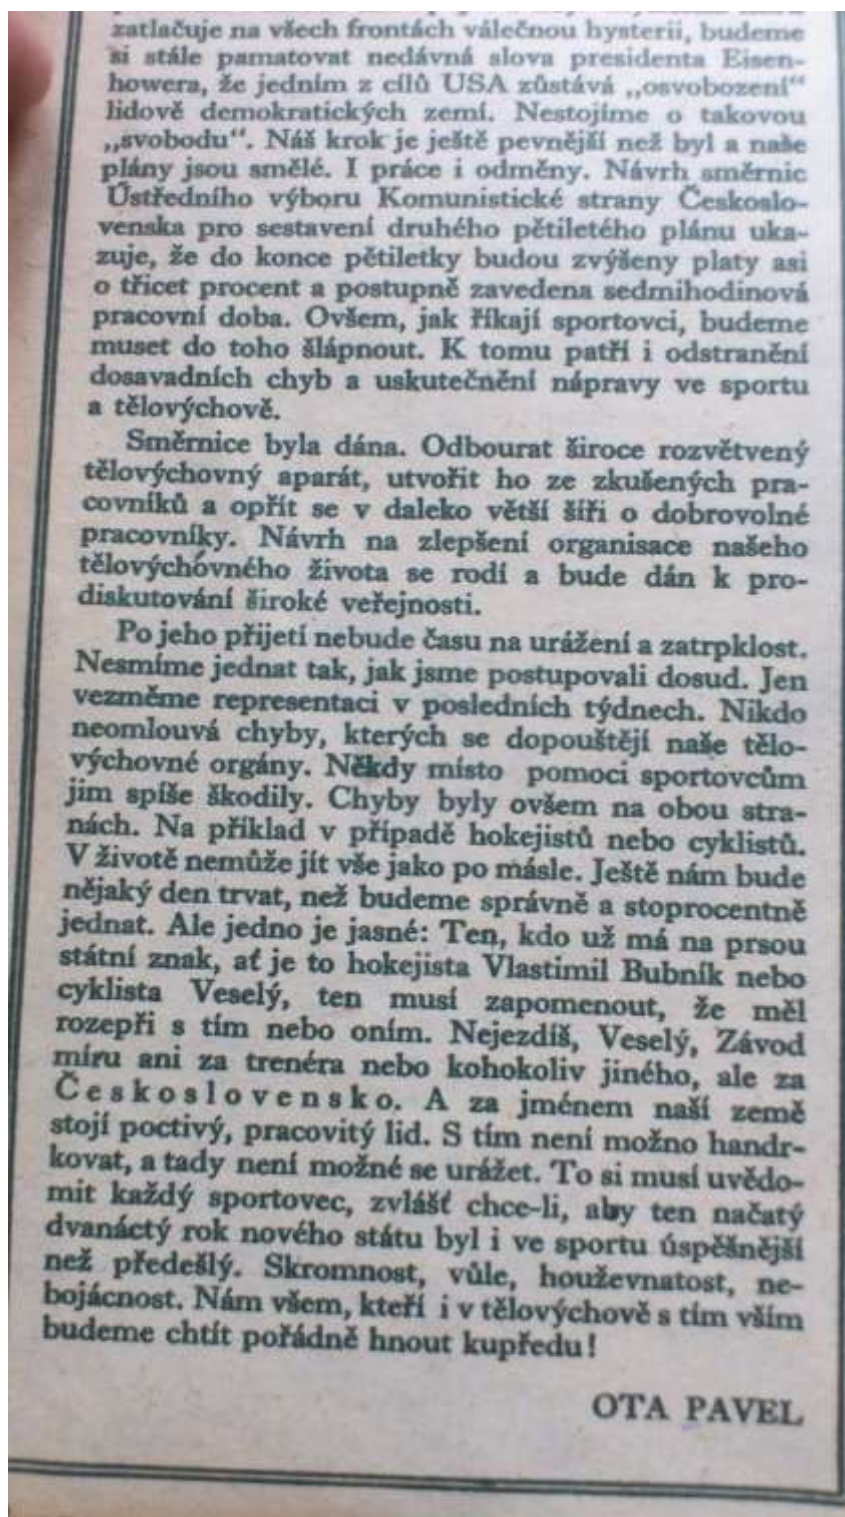 zatlačuje na všech frontách válečnou hysterii, budeme
si stále pamatovat nedávná slova presidenta Eisen-
howera, že jedním z cílů USA zůstává „osvobození“
lidově demokratických zemí. Nestojíme o takovou
„svobodu“. Náš krok je ještě pevnější než byl a naše
plány jsou smělé. I práce i odměny. Návrh směrnic
Ústředního výboru Komunistické strany Českoslo-
venska pro sestavení druhého pětiletého plánu uka-
zuje, že do konce pětiletky budou zvýšeny platy asi
o třicet procent a postupně zavedena sedmihodinová
pracovní doba. Ovšem, jak říkají sportovci, budeme
muset do toho šlápnout. K tomu patří i odstranění
dosavadních chyb a uskutečnění nápravy ve sportu
a tělovýchově.
Směrnice byla dána. Odbourat široce rozvětvený
tělovýchovný aparát, utvořit ho ze zkušených pra-
covníků a opřít se v daleko větší šíři o dobrovolné
pracovníky. Návrh na zlepšení organisace našeho
tělovýchovného života se rodí a bude dán k pro-
diskutování široké veřejnosti.
Po jeho přijetí nebude času na urážení a zatrpklost.
Nesmíme jednat tak, jak jsme postupovali dosud. Jen
vezměme representaci v posledních týdnech. Nikdo
neomlouvá chyby, kterých se dopouštějí naše tělo-
výchovné orgány. Někdy místo pomoci sportovcům
jim spíše škodily. Chyby byly ovšem na obou stra-
nách. Na příklad v případě hokejistů nebo cyklistů.
V životě nemůže jít vše jako po másle. Ještě nám bude
nějaký den trvat, než budeme správně a stoprocentně
jednat. Ale jedno je jasné: Ten, kdo už má na prsou
státní znak, ať je to hokejista Vlastimil Bubník nebo
cyklista Veselý, ten musí zapomenout, že měl
rozepři s tím nebo oním. Nejezdíš, Veselý, Závod
míru ani za trenéra nebo kohokoliv jiného, ale za
Československo. A za jménem naší země
stojí poctivý, pracovitý lid. S tím není možno handr-
kovat, a tady není možné se urážet. To si musí uvědo-
mit každý sportovec, zvlášť chce-li, aby ten načatý
dvanáctý rok nového státu byl i ve sportu úspěšnější
než předešlý. Skromnost, vůle, houževnatost, ne-
bojácnost. Nám všem, kteří i v tělovýchově s tím vším
budeme chtít pořádně hnout kupředu!
OTA PAVEL